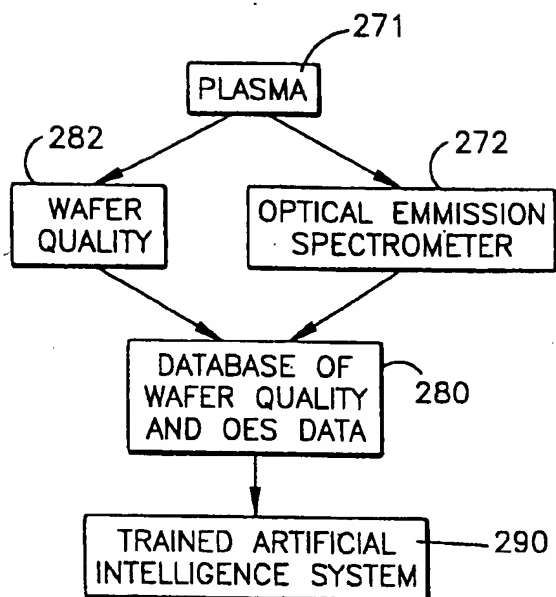 271
PLASMA
282
272
WAFER
QUALITY
OPTICAL EMMISSION
SPECTROMETER
DATABASE OF
WAFER QUALITY
AND OES DATA
280
TRAINED ARTIFICIAL
INTELLIGENCE SYSTEM
290